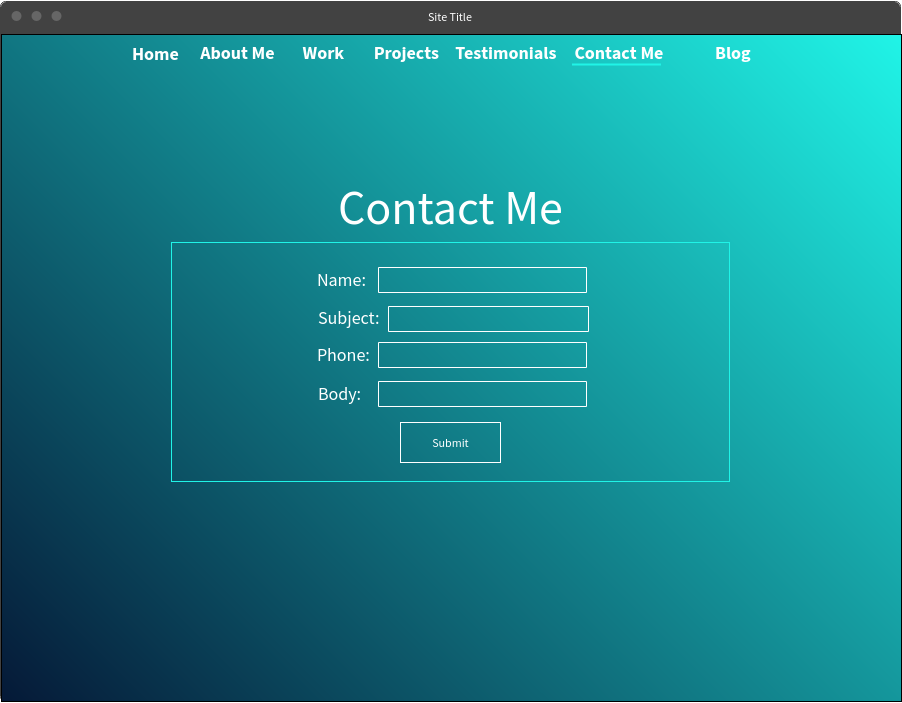 Site Title
Home About Me Work Projects Testimonials Contact Me Blog
Contact Me
Name:
Subject:
Phone:
Body:
Submit